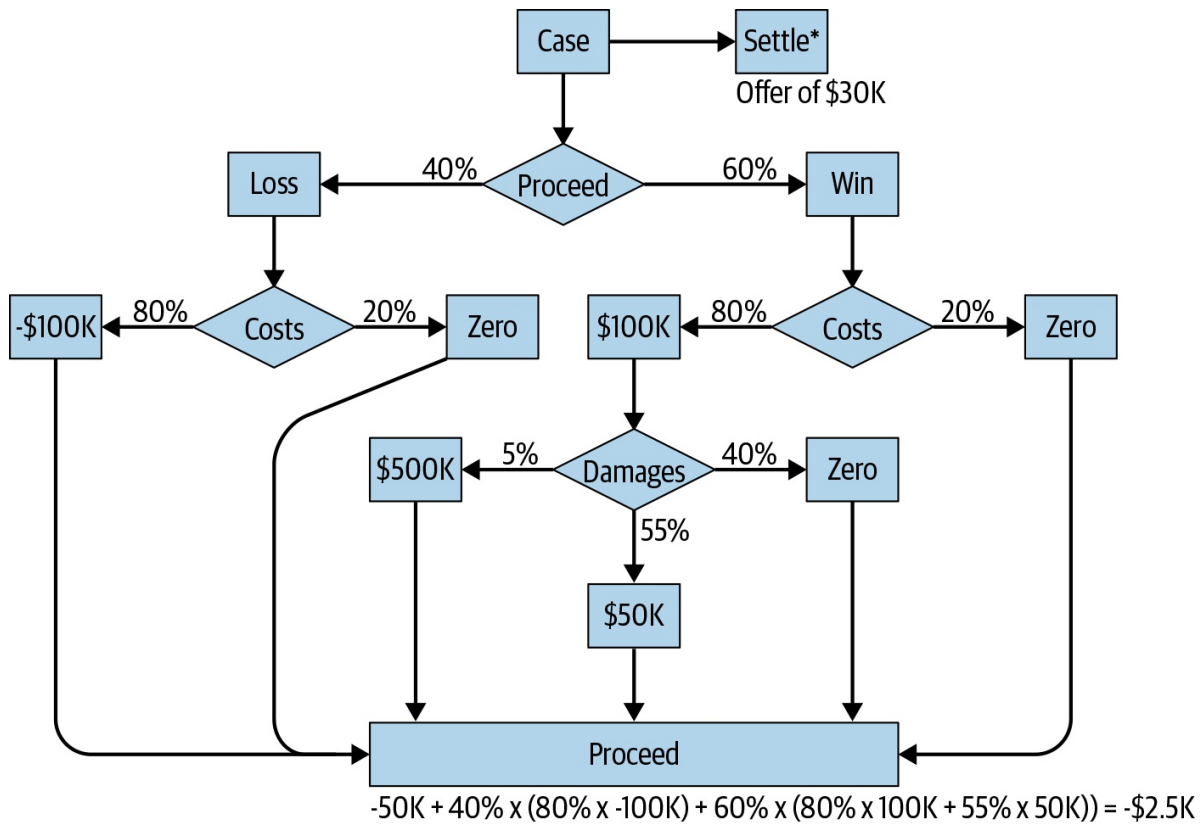 Case
Settle*
Offer of $30K
Loss
40%
Proceed
60%
Win
-$100K
80%
Costs
20%
Zero
$100K
80%
Costs
20%
Zero
$500K
5%
Damages
40%
Zero
55%
$50K
Proceed
-50K + 40% x (80% x -100K) + 60% x (80% x 100K + 55% x 50K)) = -$2.5K